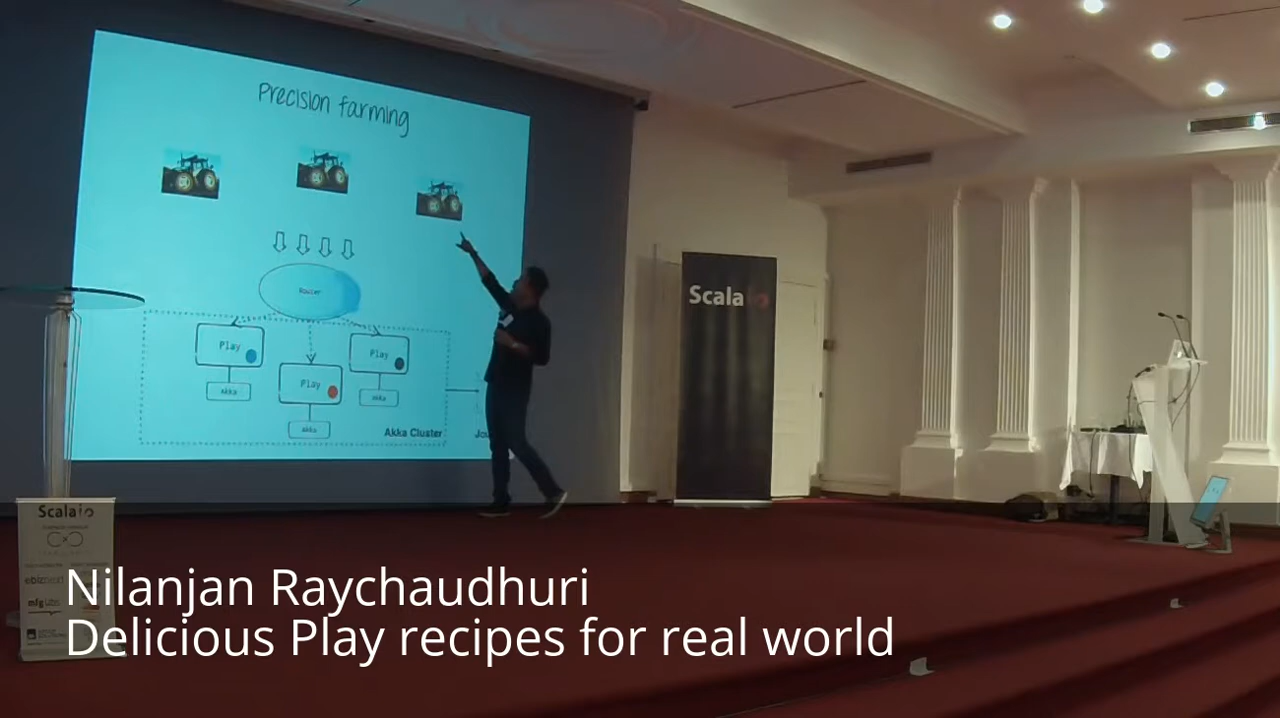 Precision farming
Router
Play
Play
Play
Akka
Akka
Akka
Akka Cluster
Scala io
Scala io
Nilanjan Raychaudhuri
Delicious Play recipes for real world